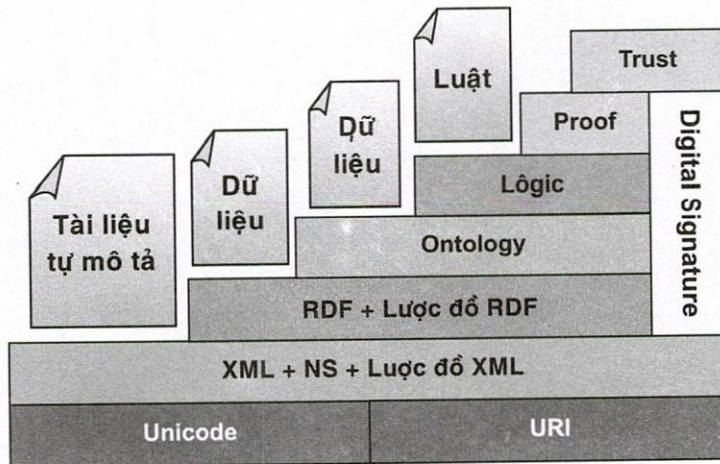 Trust
Luật
Proof
Dữ
liệu
Digital Signature
Lôgic
Dữ
liệu
Tài liệu
tự mô tả
Ontology
RDF + Lược đồ RDF
XML + NS + Lược đồ XML
Unicode
URI